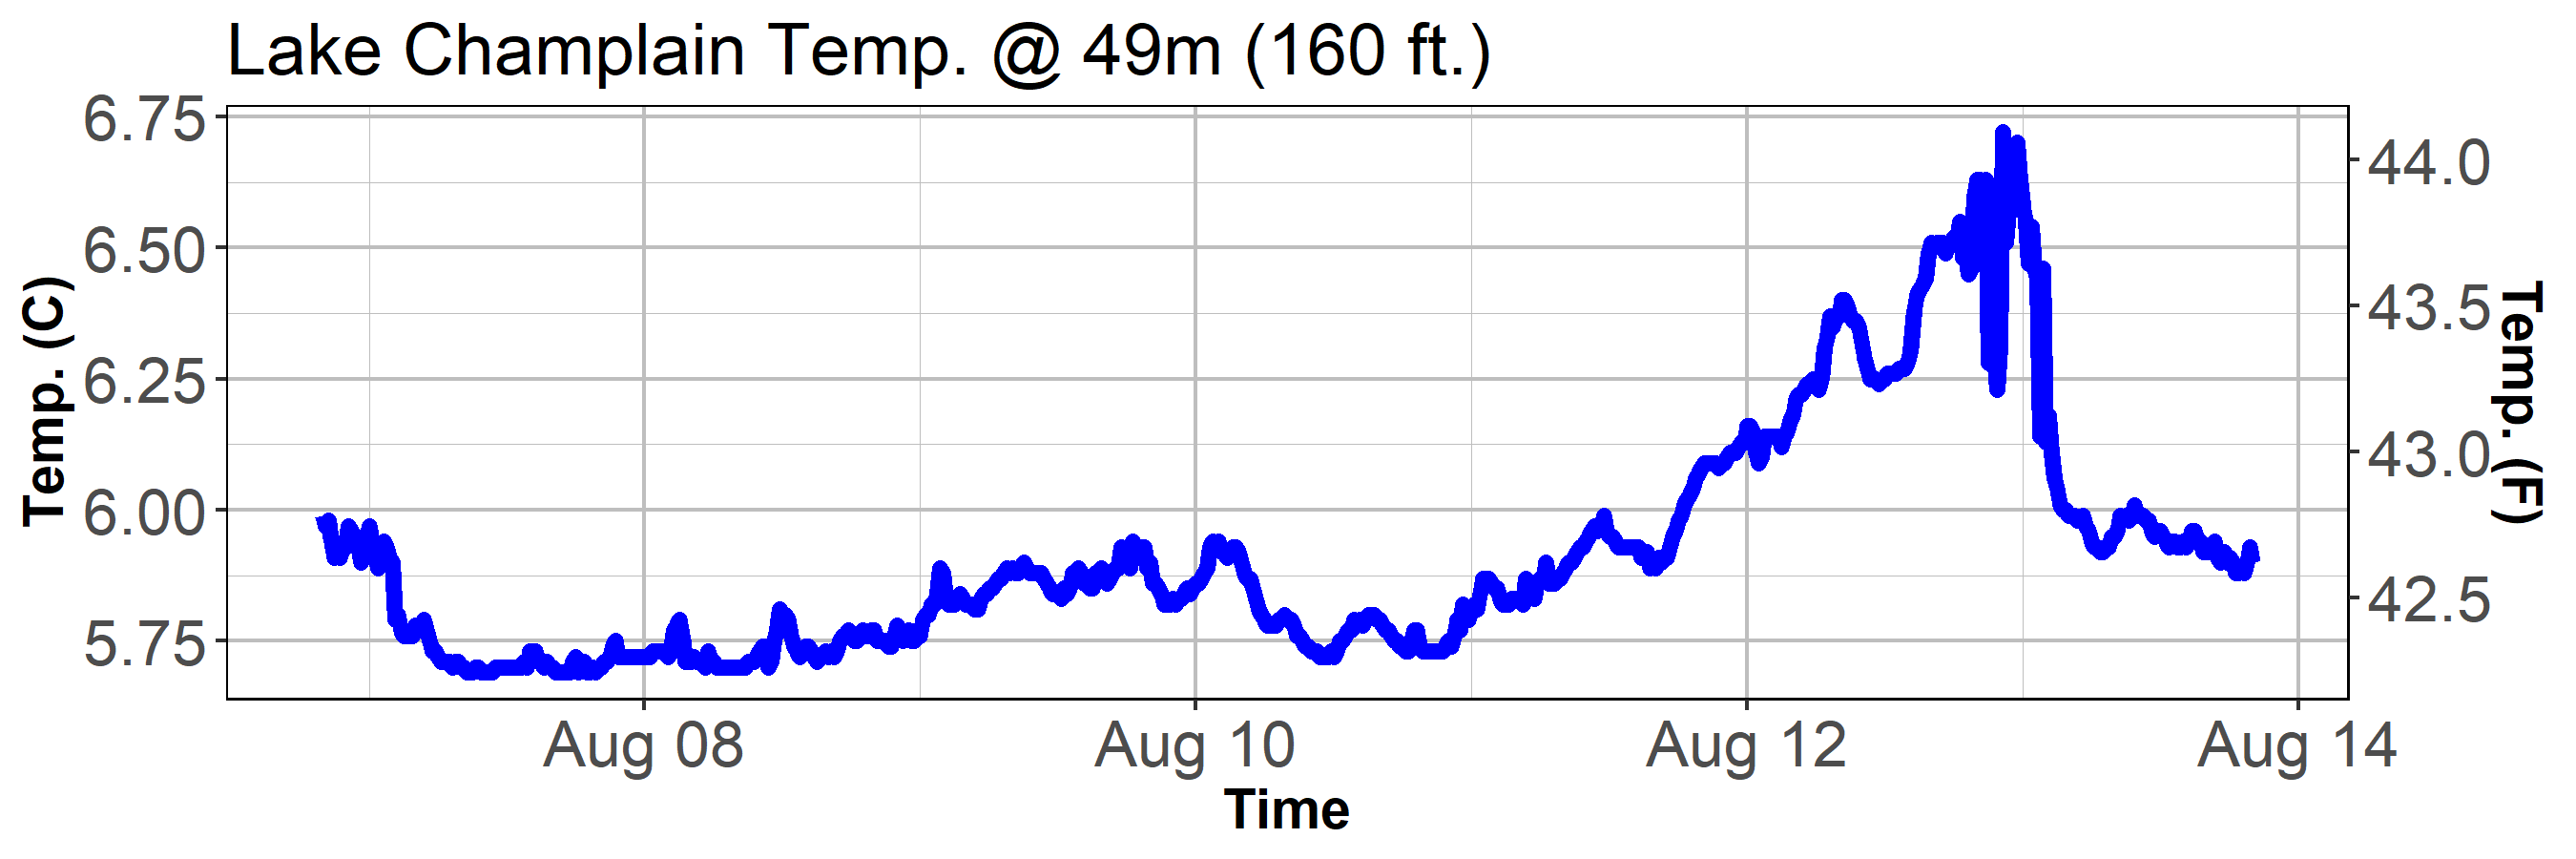 Lake Champlain Temp. @ 49m (160 ft.)
6.75
6.50
6.25
6.00
5.75
Temp. (C)
44.0
43.5
43.0
42.5
Temp. (F)
Aug 08 Aug 10 Aug 12 Aug 14
Time